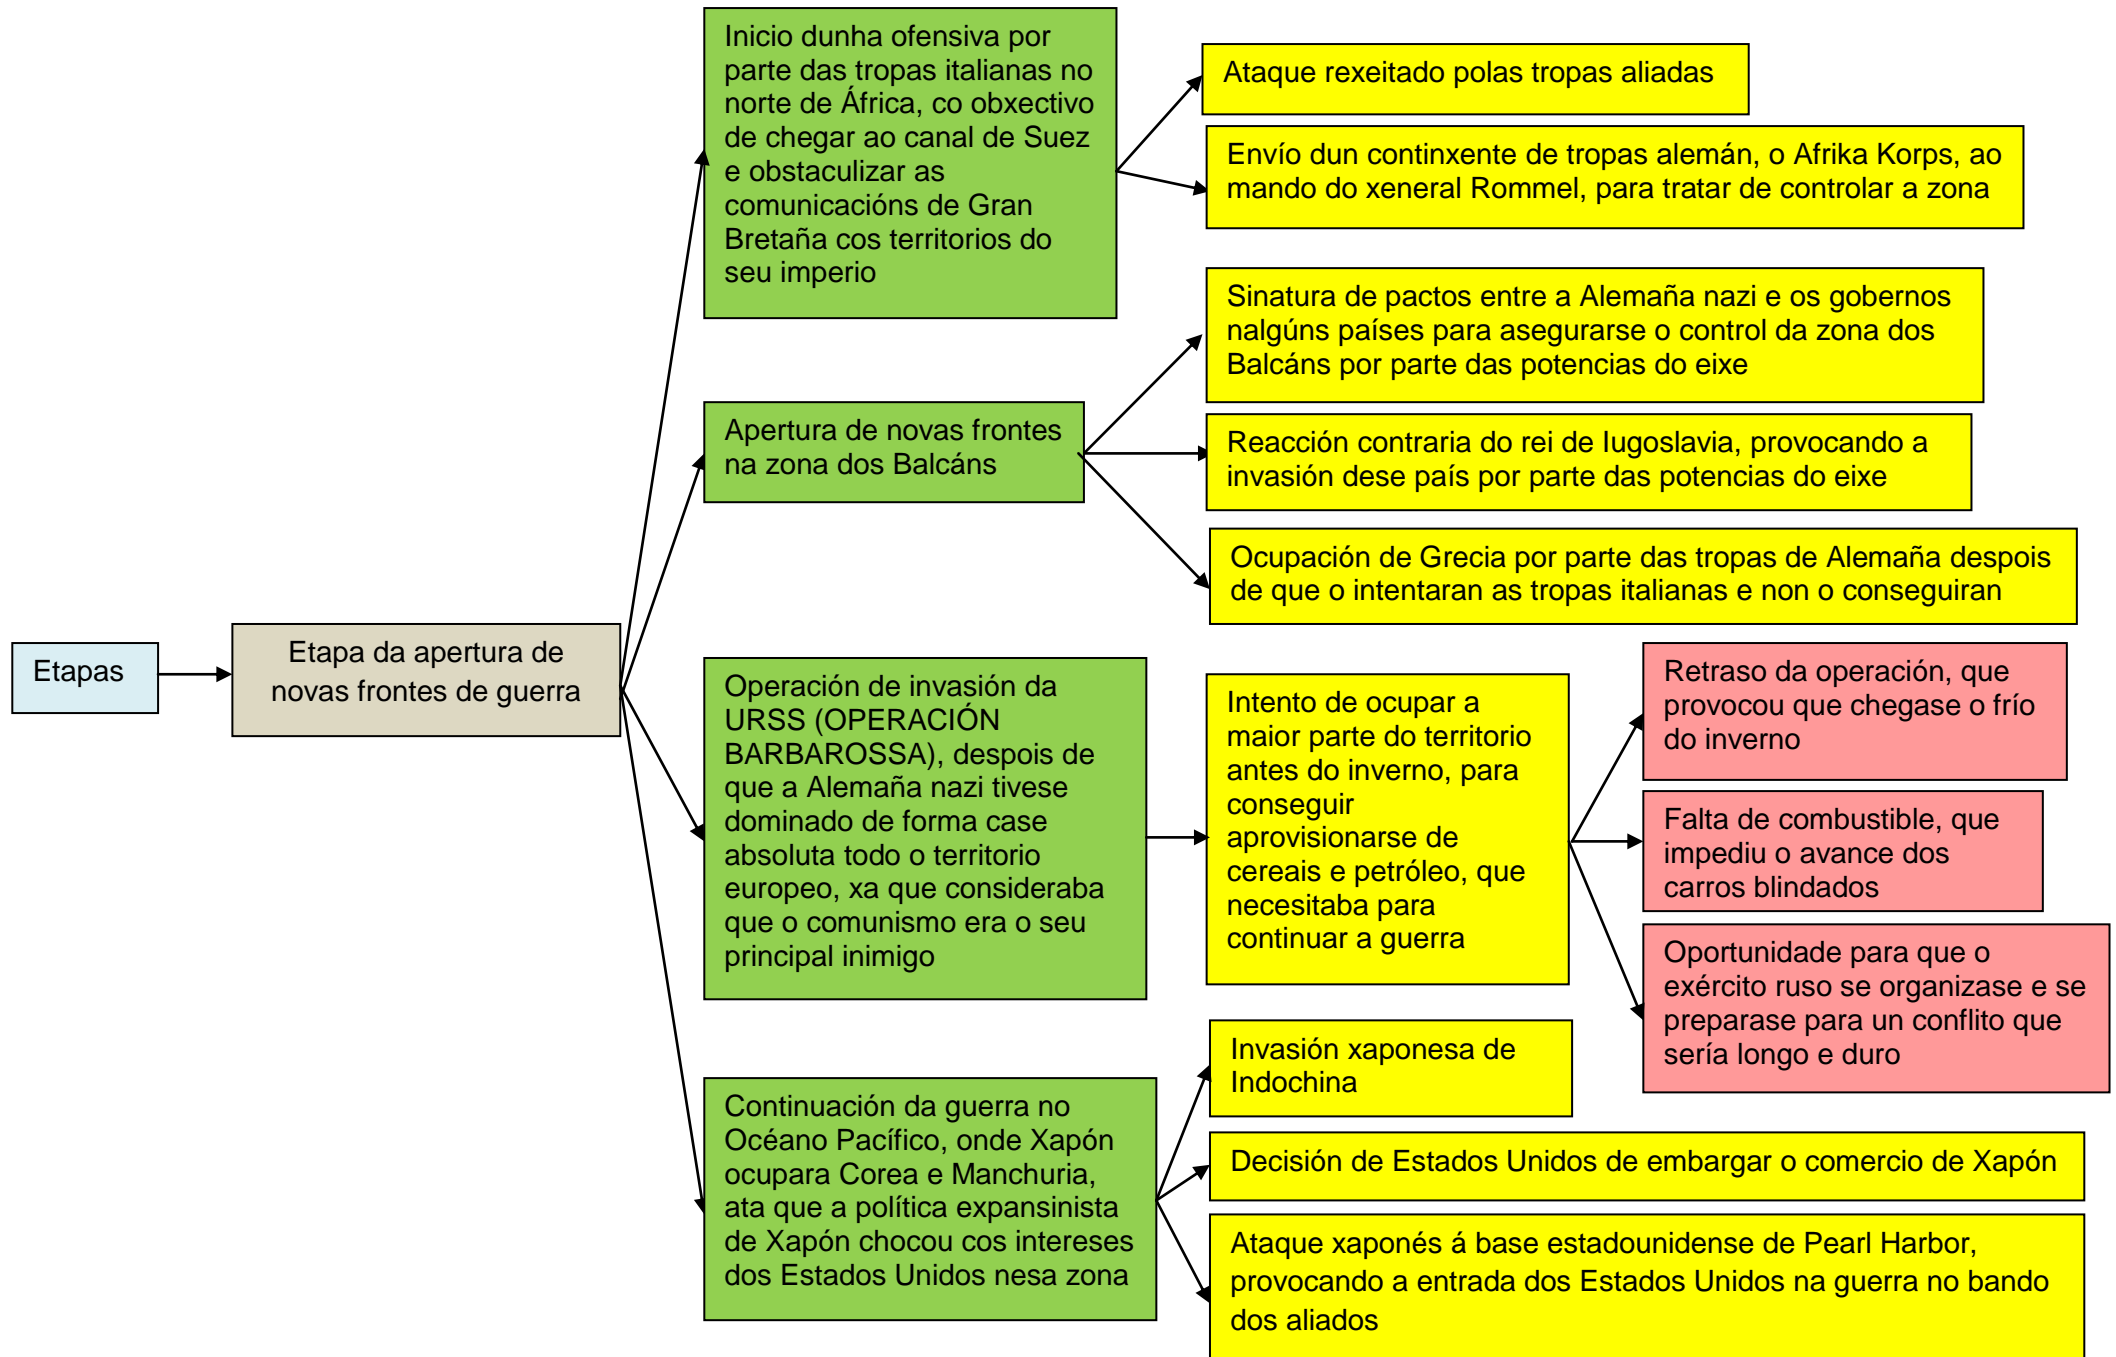 Etapas
Etapa da apertura de
novas frontes de guerra
Inicio dunha ofensiva por
parte das tropas italianas no
norte de África, co obxectivo
de chegar ao canal de Suez
e obstaculizar as
comunicacións de Gran
Bretaña cos territorios do
seu imperio
Ataque rexeitado polas tropas aliadas
Envío dun continxente de tropas alemán, o Afrika Korps, ao
mando do xeneral Rommel, para tratar de controlar a zona
Apertura de novas frontes
na zona dos Balcáns
Sinatura de pactos entre a Alemaña nazi e os gobernos
nalgúns países para asegurarse o control da zona dos
Balcáns por parte das potencias do eixe
Reacción contraria do rei de Iugoslavia, provocando a
invasión dese país por parte das potencias do eixe
Ocupación de Grecia por parte das tropas de Alemaña despois
de que o intentaran as tropas italianas e non o conseguiran
Operación de invasión da
URSS (OPERACIÓN
BARBAROSSA), despois de
que a Alemaña nazi tivese
dominado de forma case
absoluta todo o territorio
europeo, xa que consideraba
que o comunismo era o seu
principal inimigo
Intento de ocupar a
maior parte do territorio
antes do inverno, para
conseguir
aprovisionarse de
cereais e petróleo, que
necesitaba para
continuar a guerra
Retraso da operación, que
provocou que chegase o frío
do inverno
Falta de combustible, que
impediu o avance dos
carros blindados
Oportunidade para que o
exército ruso se organizase e se
preparase para un conflito que
sería longo e duro
Continuación da guerra no
Océano Pacífico, onde Xapón
ocupara Corea e Manchuria,
ata que a política expansinista
de Xapón chocou cos intereses
dos Estados Unidos nesa zona
Invasión xaponesa de
Indochina
Decisión de Estados Unidos de embargar o comercio de Xapón
Ataque xaponés á base estadounidense de Pearl Harbor,
provocando a entrada dos Estados Unidos na guerra no bando
dos aliados